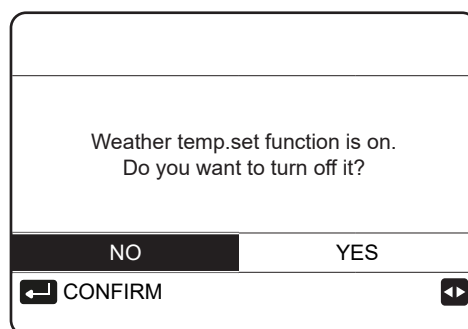 Weather temp.set function is on.
Do you want to turn off it?
NO YES
CONFIRM